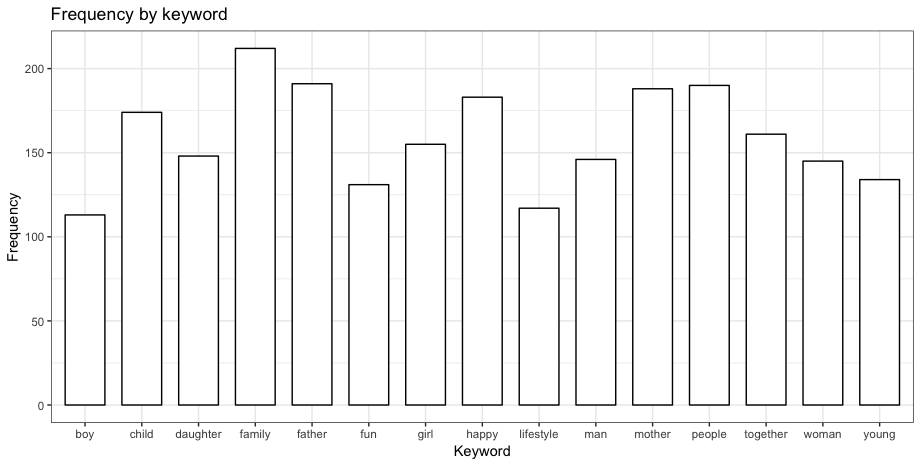 Frequency by keyword
Frequency
200
150
100
50
0
boy child daughter family father fun girl happy lifestyle man mother people together woman young
Keyword